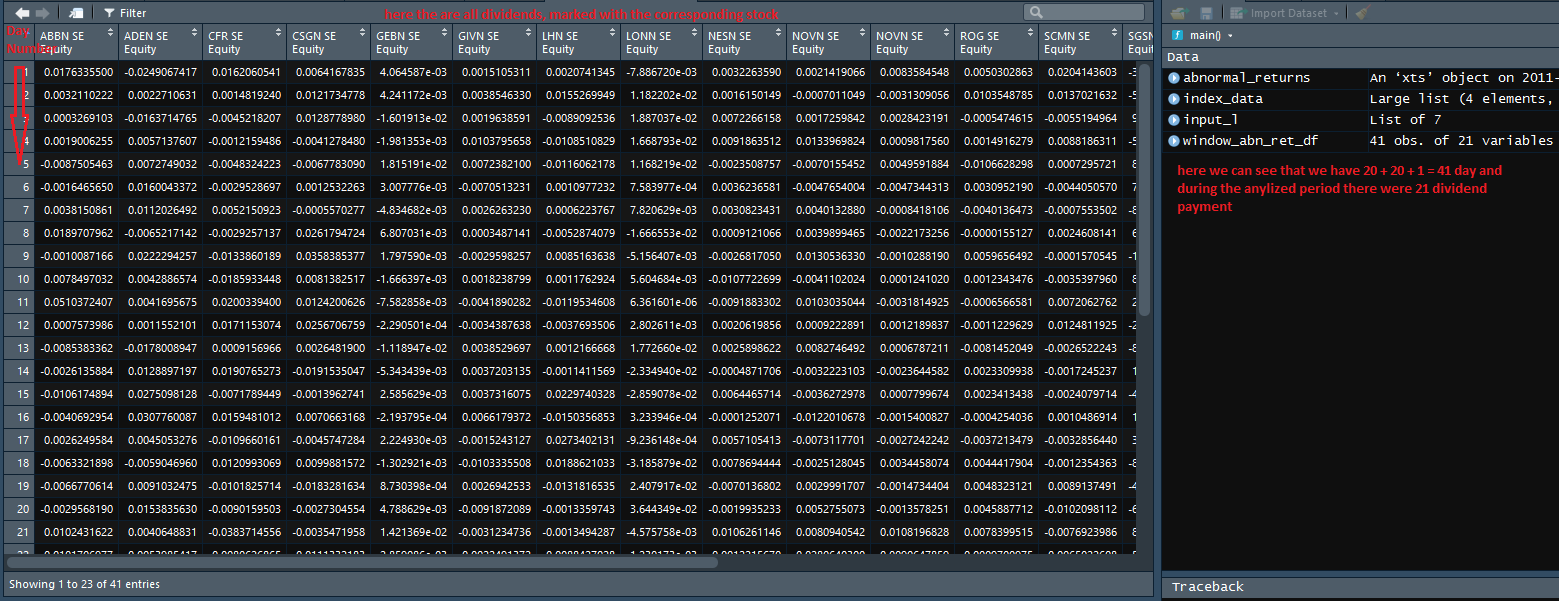 Filter
here the are all dividends, marked with the corresponding stock
Import Dataset
Day
Number
main()
ABBN SE Equity ADEN SE Equity CFR SE Equity CSGN SE Equity GEBN SE Equity GIVN SE Equity LHN SE Equity LONN SE Equity NESN SE Equity NOVN SE Equity NOVN SE Equity ROG SE Equity SCMN SE Equity SGSN Equit
Data
1 0.0176335500 -0.0249067417 0.0162060541 0.0064167835 4.064587e-03 0.0015105311 0.0020741345 -7.886720e-03 0.0032263590 0.0021419066 0.0083584548 0.0050302863 0.0204143603 -3
2 0.0032110222 0.0022710631 0.0014819240 0.0121734778 4.241172e-03 0.0038546330 0.0155269949 1.182202e-02 0.0016150149 -0.0007011049 -0.0031309056 0.0103548785 0.0137021632 -5
3 0.0003269103 -0.0163714765 -0.0045218207 0.0128778980 -1.601913e-02 0.0019638591 -0.0089092536 1.887037e-02 0.0072266158 0.0017259842 0.0028423191 -0.0005474615 -0.0055194964 9
4 0.0019006255 0.0057137607 -0.0012159486 -0.0041278480 -1.981353e-03 0.0103795658 -0.0108510829 1.668793e-02 0.0091863512 0.0133969824 0.0009817560 0.0014916279 0.0088186311 -5
5 -0.0087505463 0.0072749032 -0.0048324223 -0.0067783090 1.815191e-02 0.0072382100 -0.0116062178 1.168219e-02 -0.0023508757 -0.0070155452 0.0049591884 -0.0106628298 0.0007295721 8
6 -0.0016465650 0.0160043372 -0.0029528697 0.0012532263 3.007776e-03 -0.0070513231 0.0010977232 7.583977e-04 0.0036236581 -0.0047654004 -0.0047344313 0.0030952190 -0.0044050570 7
7 0.0038150861 0.0112026492 0.0052150923 -0.0005570277 -4.834682e-03 0.0026263230 0.0006223767 7.820629e-03 0.0030823431 0.0040132880 -0.0008418106 -0.0040136473 -0.0007553502 -8
8 0.0189707962 -0.0065217142 -0.0029257137 0.0261794724 6.807031e-03 0.0003487141 -0.0052874079 -1.666553e-02 0.0009121066 0.0039899465 -0.0022173256 -0.0000155127 0.0024608141 6
9 -0.0010087166 0.0222294257 -0.0133860189 0.0358385377 1.797590e-03 -0.0029598257 0.0085163638 -5.156407e-03 -0.0026817050 0.0130536330 -0.0010288190 0.0059656492 -0.0001570545 -1
10 0.0078497032 0.0042886574 -0.0185933448 0.0081382517 -1.666397e-03 0.0018238799 0.0011762924 5.604684e-03 -0.0107722699 -0.0041102024 0.0001241020 0.0012343476 -0.0035397960 8
11 0.0510372407 0.0041695675 0.0200339400 0.0124200626 -7.582858e-03 -0.0041890282 -0.0119534608 6.361601e-06 -0.0091883302 0.0103035044 -0.0031814925 -0.0006566581 0.0072062762 2
12 0.0007573986 0.0011552101 0.0171153074 0.0256706759 -2.290501e-04 -0.0034387638 -0.0037693506 2.802611e-03 0.0020619856 0.0009222891 0.0012189837 -0.0011229629 0.0124811925 -2
13 -0.0085383362 -0.0178008947 0.0009156966 0.0026481900 -1.118947e-02 0.0038529697 0.0012166668 1.772660e-02 0.0025898622 0.0082746492 0.0006787211 -0.0081452049 -0.0026522243 -8
14 -0.0026135884 0.0128897197 0.0190765273 -0.0191535047 -5.343439e-03 0.0037203135 -0.0011411569 -2.334940e-02 -0.0004871706 -0.0032223103 -0.0023644582 0.0023309938 -0.0017245237 1
15 -0.0106174894 0.0275098128 -0.0071789449 -0.0013962741 2.585629e-03 0.0037316075 0.0229740328 -2.859078e-02 0.0064465714 -0.0036272978 0.0007799674 0.0023413438 -0.0024079714 -4
16 -0.0040692954 0.0307760087 0.0159481012 0.0070663168 -2.193795e-04 0.0066179372 -0.0150356853 3.233946e-04 -0.0001252071 -0.0122010678 -0.0015400827 -0.0004254036 0.0010486914 1
17 0.0026249584 0.0045053276 -0.0109660161 -0.0045747284 2.224930e-03 -0.0015243127 0.0273402131 -9.236148e-04 0.0057105413 -0.0073117701 -0.0027242242 -0.0037213479 -0.0032856440 3
18 -0.0063321898 -0.0059046960 0.0120993069 0.0099881572 -1.302921e-03 -0.0103335508 0.0188621033 -3.185879e-02 0.0078694444 -0.0025128045 0.0034458074 0.0044417904 -0.0012354363 -8
19 -0.0066770614 0.0091032475 -0.0101825714 -0.0183281634 8.730398e-04 0.0026942533 -0.0131816535 2.407917e-02 -0.0070136802 0.0029991707 -0.0014734404 0.0048323121 0.0089137491 -4
20 -0.0029568190 0.0153835630 -0.0090159503 -0.0027304554 4.788629e-03 -0.0091872089 -0.0013359743 3.644349e-02 -0.0019935233 0.0052755073 -0.0013578251 0.0045887712 -0.0102098112 -6
21 0.0102431622 0.0040648831 -0.0383714556 -0.0035471958 1.421369e-02 -0.0031234736 -0.0013494287 -4.575758e-03 0.0106261146 0.0080940542 0.0108196828 0.0078399515 -0.0076923986 8
Showing 1 to 23 of 41 entries
abnormal_returns An ‘xts’ object on 2011-
index_data Large list (4 elements,
input_l List of 7
window_abn_ret_df 41 obs. of 21 variables
here we can see that we have 20 + 20 + 1 = 41 day and
during the anylized period there were 21 dividend
payment
Traceback